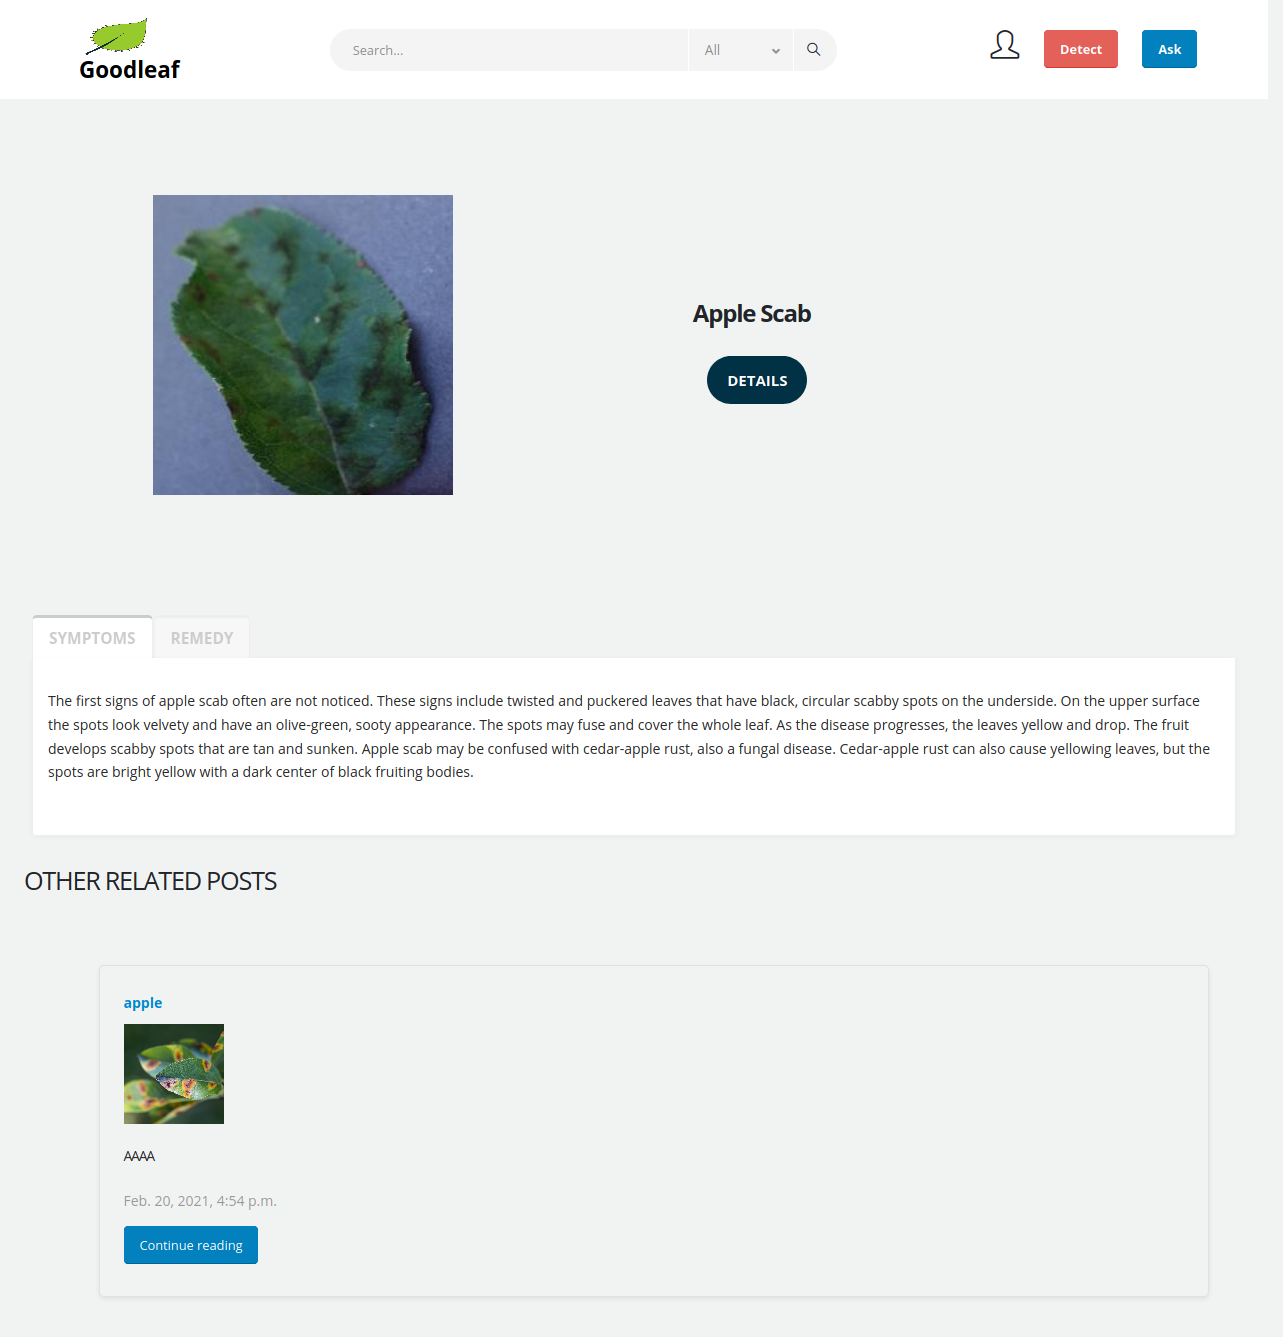 Goodleaf
Search...
All
Detect
Ask
Apple Scab
DETAILS
SYMPTOMS
REMEDY
The first signs of apple scab often are not noticed. These signs include twisted and puckered leaves that have black, circular scabby spots on the underside. On the upper surface
the spots look velvety and have an olive-green, sooty appearance. The spots may fuse and cover the whole leaf. As the disease progresses, the leaves yellow and drop. The fruit
develops scabby spots that are tan and sunken. Apple scab may be confused with cedar-apple rust, also a fungal disease. Cedar-apple rust can also cause yellowing leaves, but the
spots are bright yellow with a dark center of black fruiting bodies.
OTHER RELATED POSTS
apple
AAAA
Feb. 20, 2021, 4:54 p.m.
Continue reading